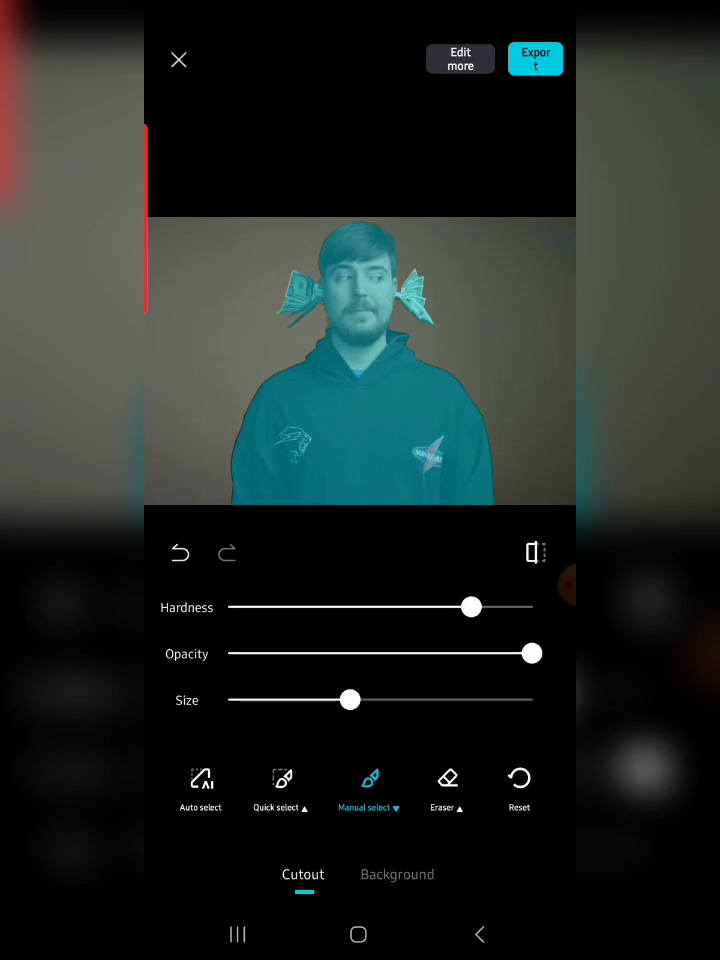 Edit
more
Expor
t
Hardness
Opacity
Size
Auto select
Quick select
Manual select
Eraser
Reset
Cutout
Background